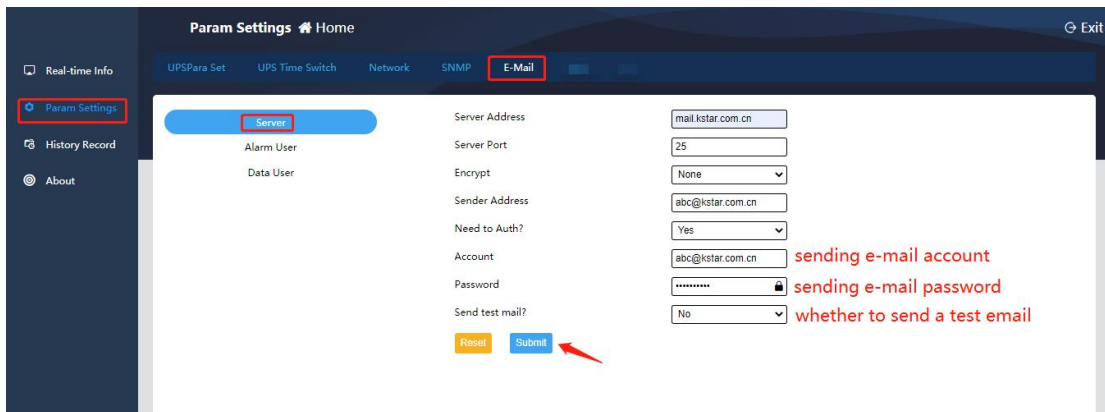 Param Settings Home
Exit
Real-time Info
Param Settings
History Record
About
UPSPara Set UPS Time Switch Network SNMP E-Mail
Server
Alarm User
Data User
Server Address mail.kstar.com.cn
Server Port 25
Encrypt None
Sender Address abc@kstar.com.cn
Need to Auth? Yes
Account abc@kstar.com.cn sending e-mail account
Password •••••••••• sending e-mail password
Send test mail? No whether to send a test email
Reset Submit